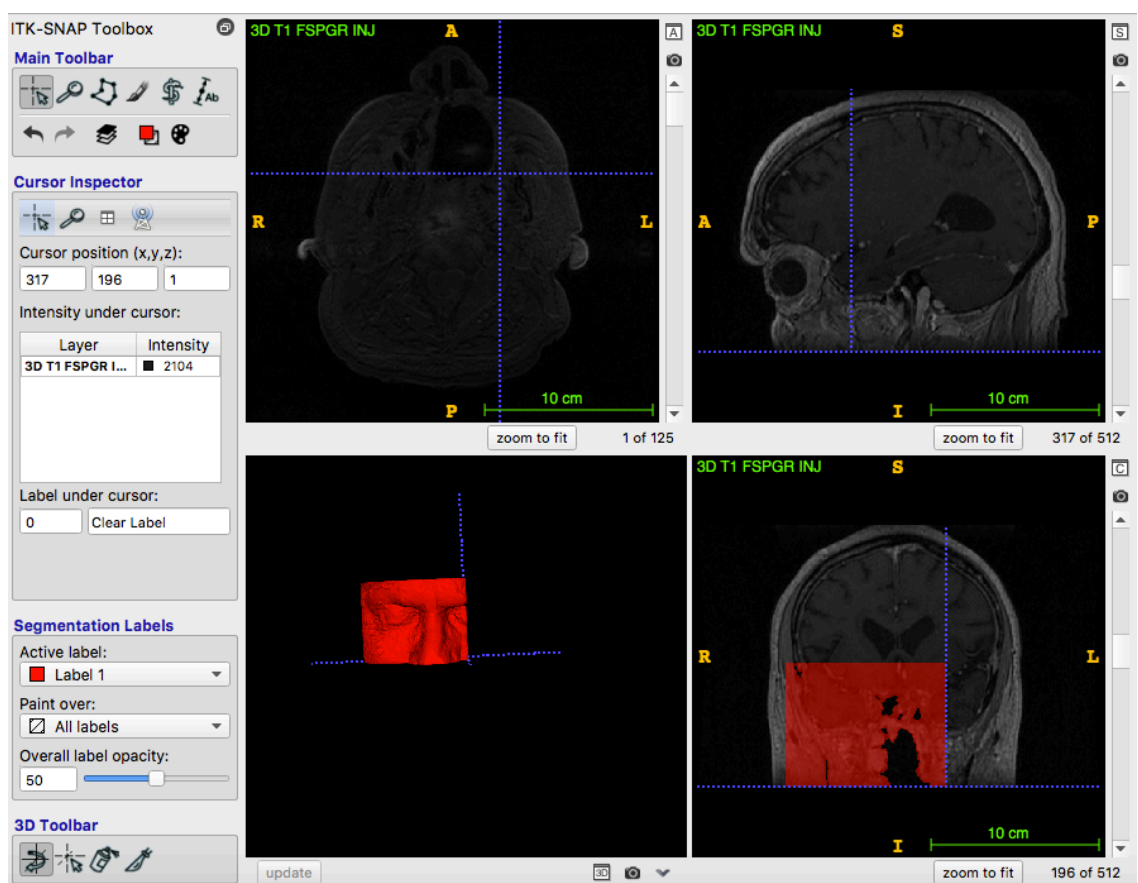 ITK-SNAP Toolbox
Main Toolbar
Ab
Cursor Inspector
Cursor position (x,y,z):
317 196 1
Intensity under cursor:
Layer Intensity
3D T1 FSPGR I... 2104
Label under cursor:
0 Clear Label
Segmentation Labels
Active label:
Label 1
Paint over:
All labels
Overall label opacity:
50
3D Toolbar
3D T1 FSPGR INJ
A
A
R
L
10 cm
P
zoom to fit 1 of 125
3D T1 FSPGR INJ
S
S
A
P
10 cm
I
zoom to fit 317 of 512
update 3D
3D T1 FSPGR INJ
S
C
R
L
10 cm
I
zoom to fit 196 of 512